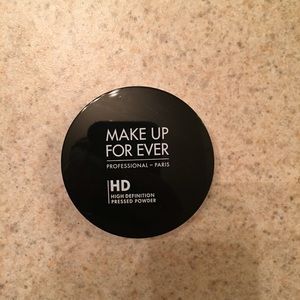 MAKE UP
FOR EVER
PROFESSIONAL – PARIS
HD
HIGH DEFINITION
PRESSED POWDER